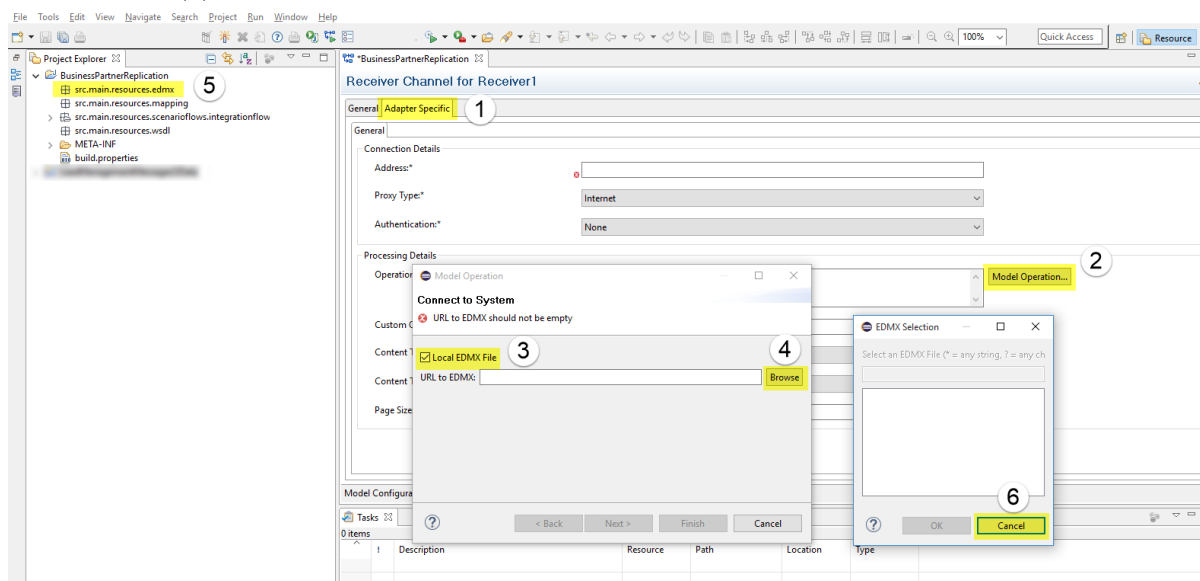 File Tools Edit View Navigate Search Project Run Window Help
100% Quick Access Resource
Project Explorer
*BusinessPartnerReplication
BusinessPartnerReplication
src.main.resources.edmx
5
src.main.resources.mapping
src.main.resources.scenarioflows.integrationflow
src.main.resources.wsdl
META-INF
build.properties
Receiver Channel for Receiver1
General Adapter Specific 1
General
Connection Details
Address:*
Proxy Type:* Internet
Authentication:* None
Processing Details
Operation
Model Operation... 2
Custom
Content T
Content T
Page Size
Model Configura
Model Operation
Connect to System
URL to EDMX should not be empty
Local EDMX File 3
4
URL to EDMX: Browse
< Back Next > Finish Cancel
EDMX Selection
Select an EDMX File (* = any string, ? = any ch
6
OK Cancel
Tasks
0 items
! Description Resource Path Location Type